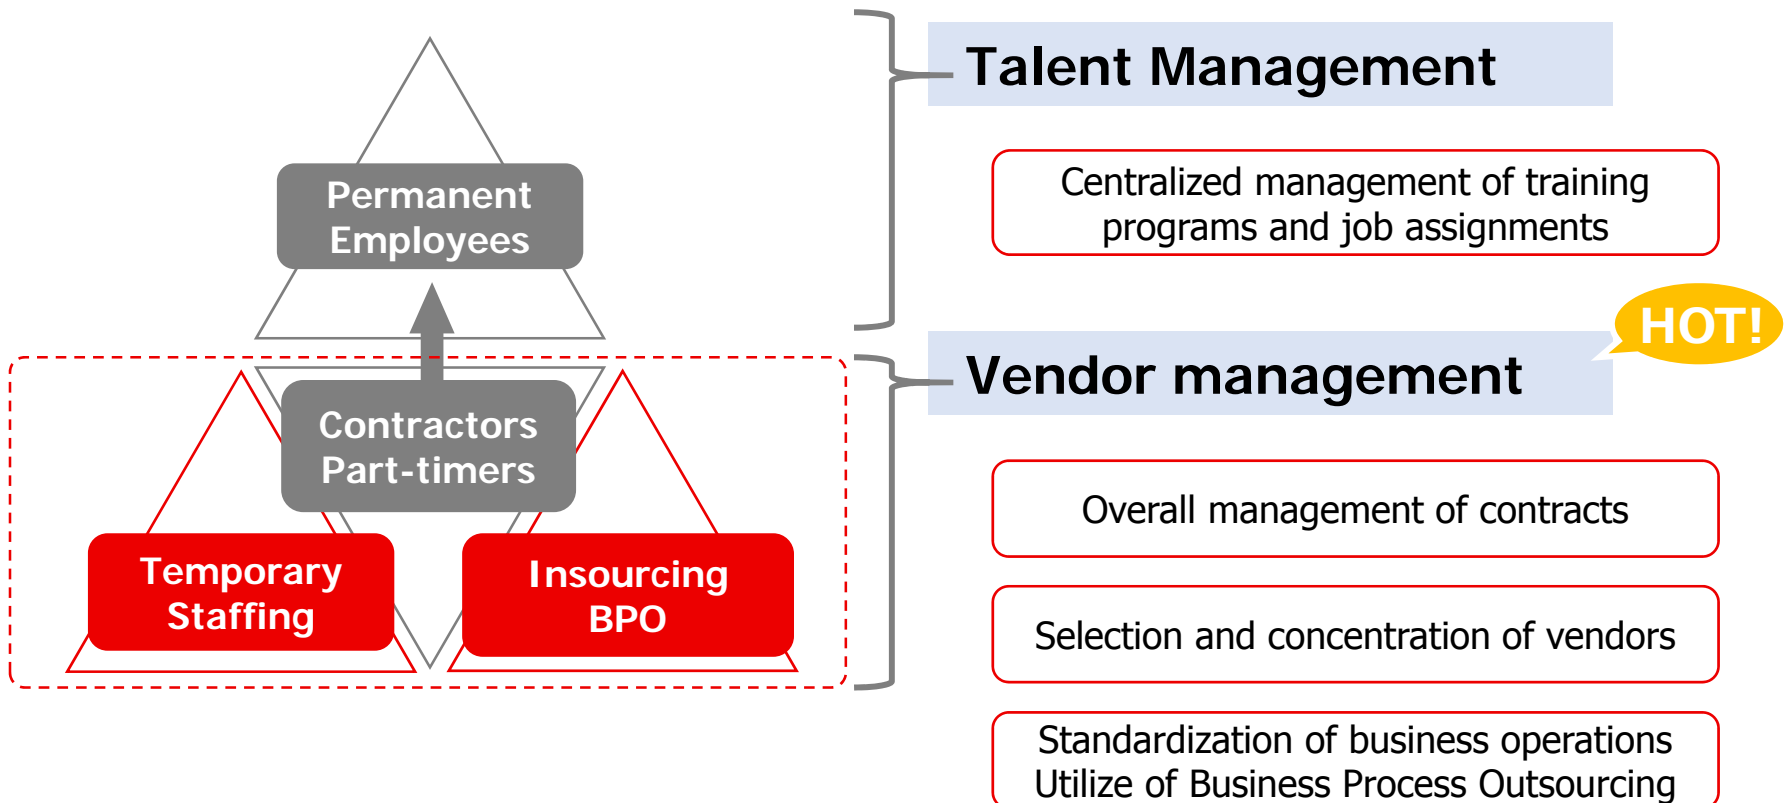 Permanent
Employees
Contractors
Part-timers
Temporary
Staffing
Insourcing
BPO
Talent Management
Centralized management of training
programs and job assignments
HOT!
Vendor management
Overall management of contracts
Selection and concentration of vendors
Standardization of business operations
Utilize of Business Process Outsourcing